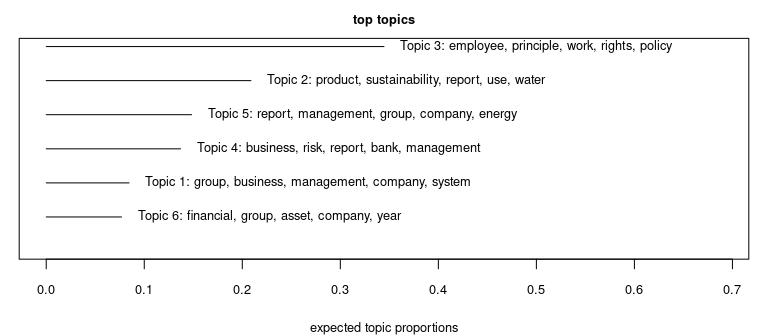 top topics
Topic 3: employee, principle, work, rights, policy
Topic 2: product, sustainability, report, use, water
Topic 5: report, management, group, company, energy
Topic 4: business, risk, report, bank, management
Topic 1: group, business, management, company, system
Topic 6: financial, group, asset, company, year
0.0 0.1 0.2 0.3 0.4 0.5 0.6 0.7
expected topic proportions